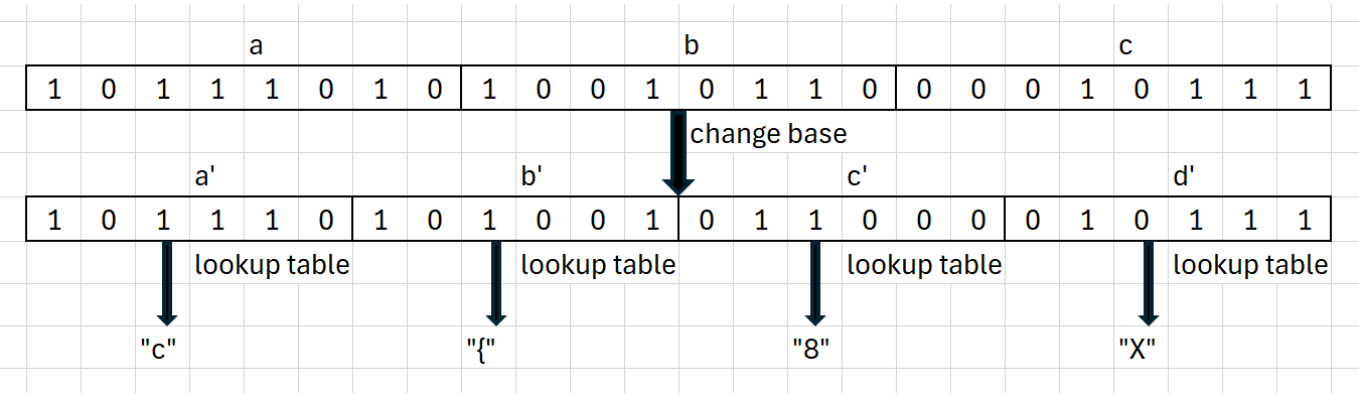 a b c
1 0 1 1 1 0 1 0 1 0 0 1 0 1 1 0 0 0 0 1 0 1 1 1
change base
a' b' c' d'
1 0 1 1 1 0 1 0 1 0 0 1 0 1 1 0 0 0 0 1 0 1 1 1
lookup table lookup table lookup table lookup table
"c" "{" "8" "X"